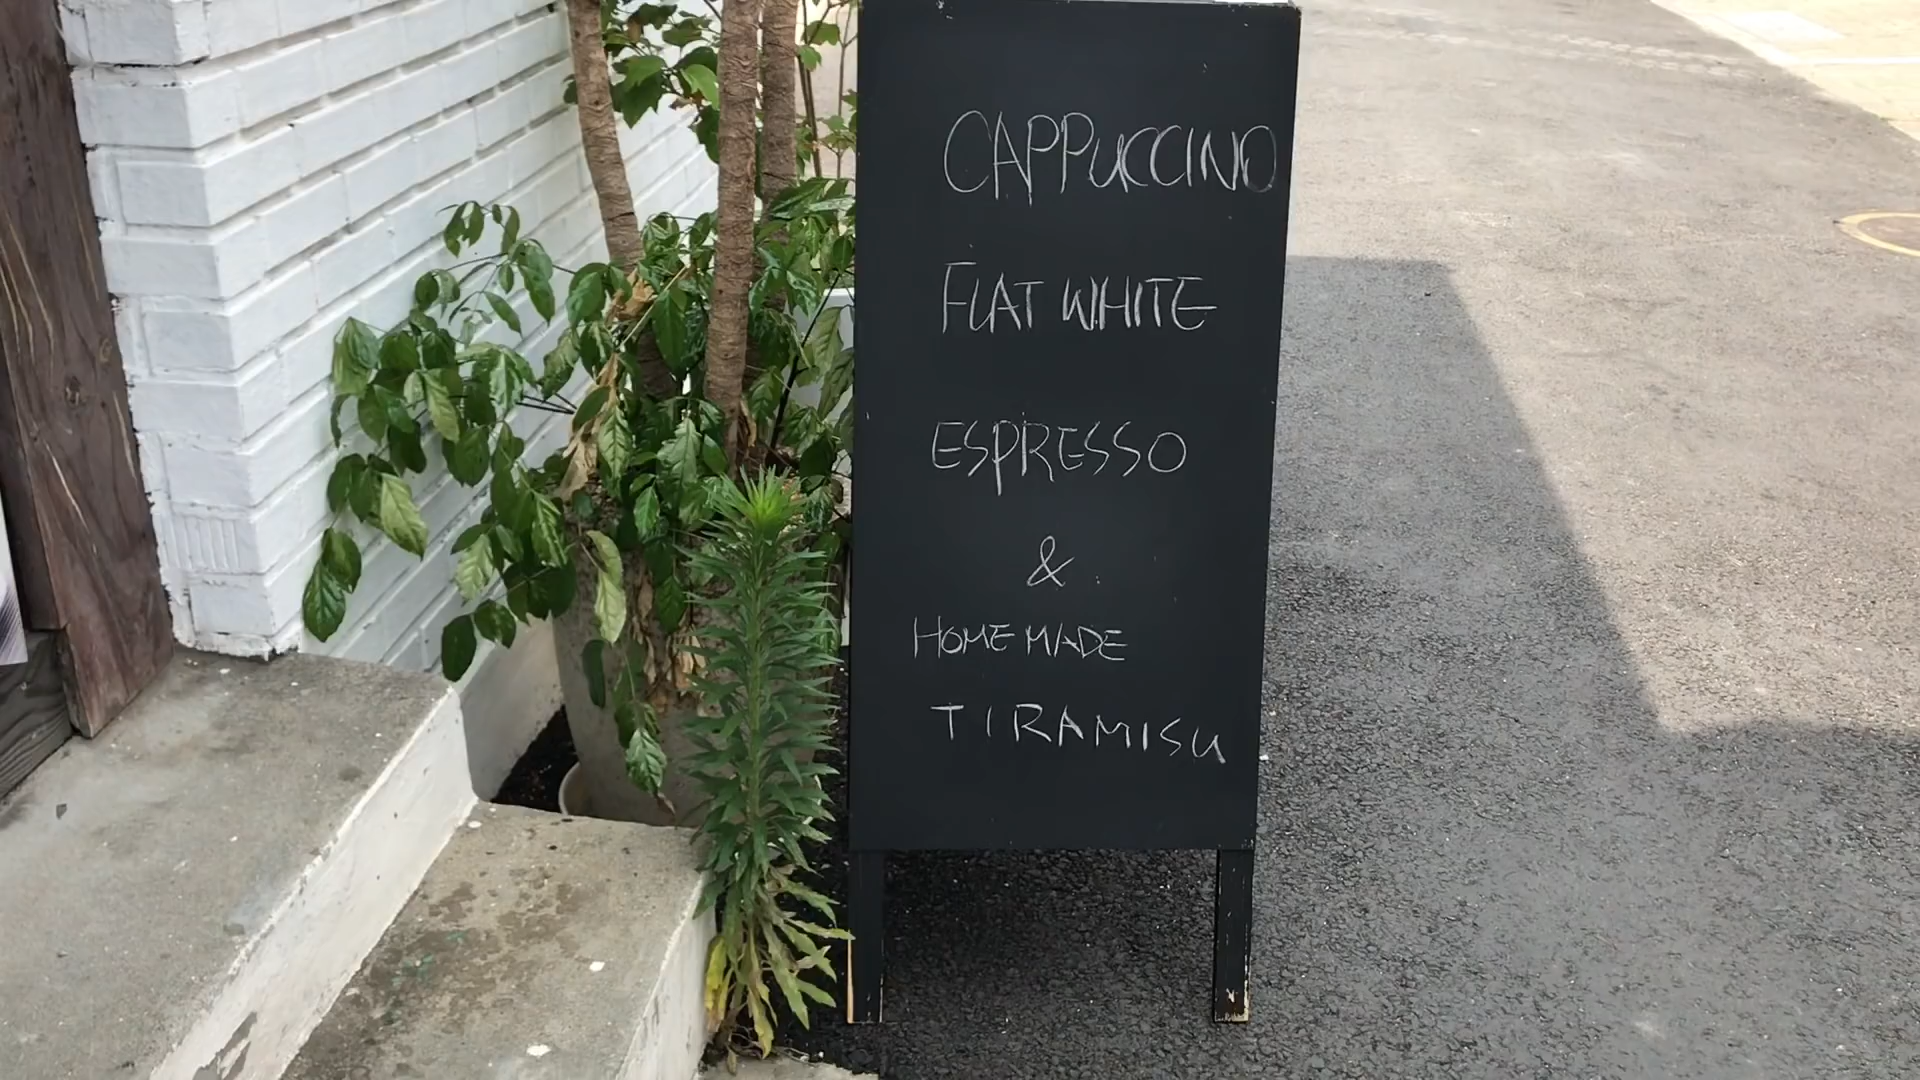 CAPPUCCINO
FLAT WHITE
ESPRESSO
&
HOME MADE
TIRAMISU